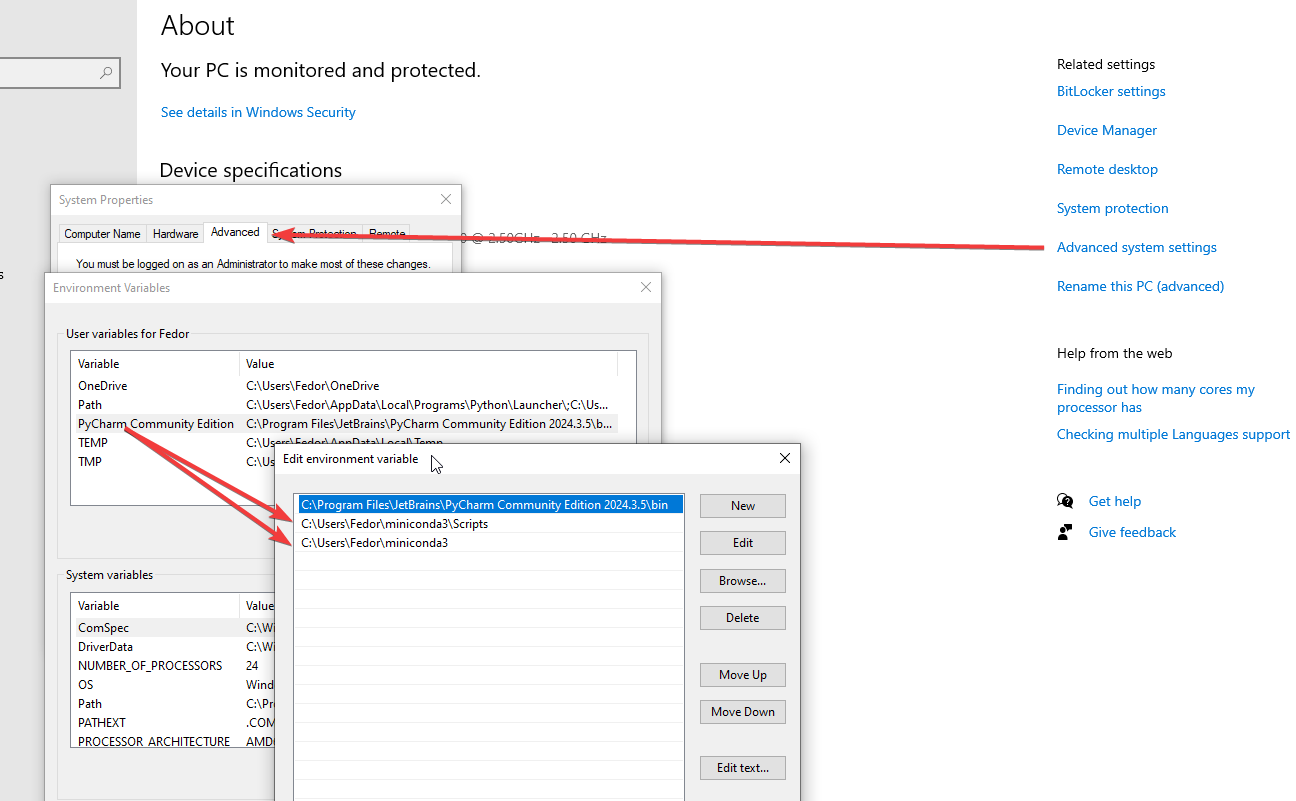 About
Your PC is monitored and protected.
See details in Windows Security
Device specifications
Related settings
BitLocker settings
Device Manager
Remote desktop
System protection
Advanced system settings
Rename this PC (advanced)
Help from the web
Finding out how many cores my
processor has
Checking multiple Languages support
Get help
Give feedback
System Properties
Computer Name Hardware Advanced System Protection Remote
@ 2.50GHz 2.50 GHz
You must be logged on as an Administrator to make most of these changes.
Environment Variables
User variables for Fedor
Variable Value
OneDrive C:\Users\Fedor\OneDrive
Path C:\Users\Fedor\AppData\Local\Programs\Python\Launcher\;C:\Us...
PyCharm Community Edition C:\Program Files\JetBrains\PyCharm Community Edition 2024.3.5\b...
TEMP C:\Users\Fedor\AppData\Local\Temp
TMP C:\Us
System variables
Variable Value
ComSpec C:\Wi
DriverData C:\Wi
NUMBER_OF_PROCESSORS 24
OS Wind
Path C:\Pr
PATHEXT .COM
PROCESSOR_ARCHITECTURE AMD
Edit environment variable
C:\Program Files\JetBrains\PyCharm Community Edition 2024.3.5\bin
C:\Users\Fedor\miniconda3\Scripts
C:\Users\Fedor\miniconda3
New
Edit
Browse...
Delete
Move Up
Move Down
Edit text...